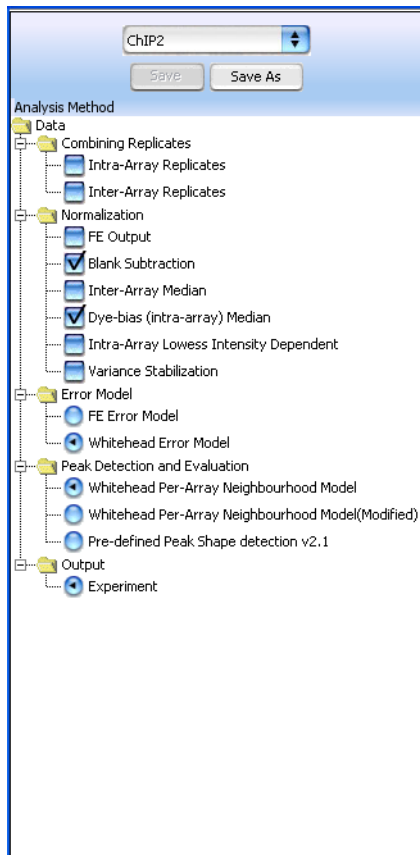 ChIP2
Save Save As
Analysis Method
Data
Combining Replicates
Intra-Array Replicates
Inter-Array Replicates
Normalization
FE Output
Blank Subtraction
Inter-Array Median
Dye-bias (intra-array) Median
Intra-Array Lowess Intensity Dependent
Variance Stabilization
Error Model
FE Error Model
Whitehead Error Model
Peak Detection and Evaluation
Whitehead Per-Array Neighbourhood Model
Whitehead Per-Array Neighbourhood Model(Modified)
Pre-defined Peak Shape detection v2.1
Output
Experiment